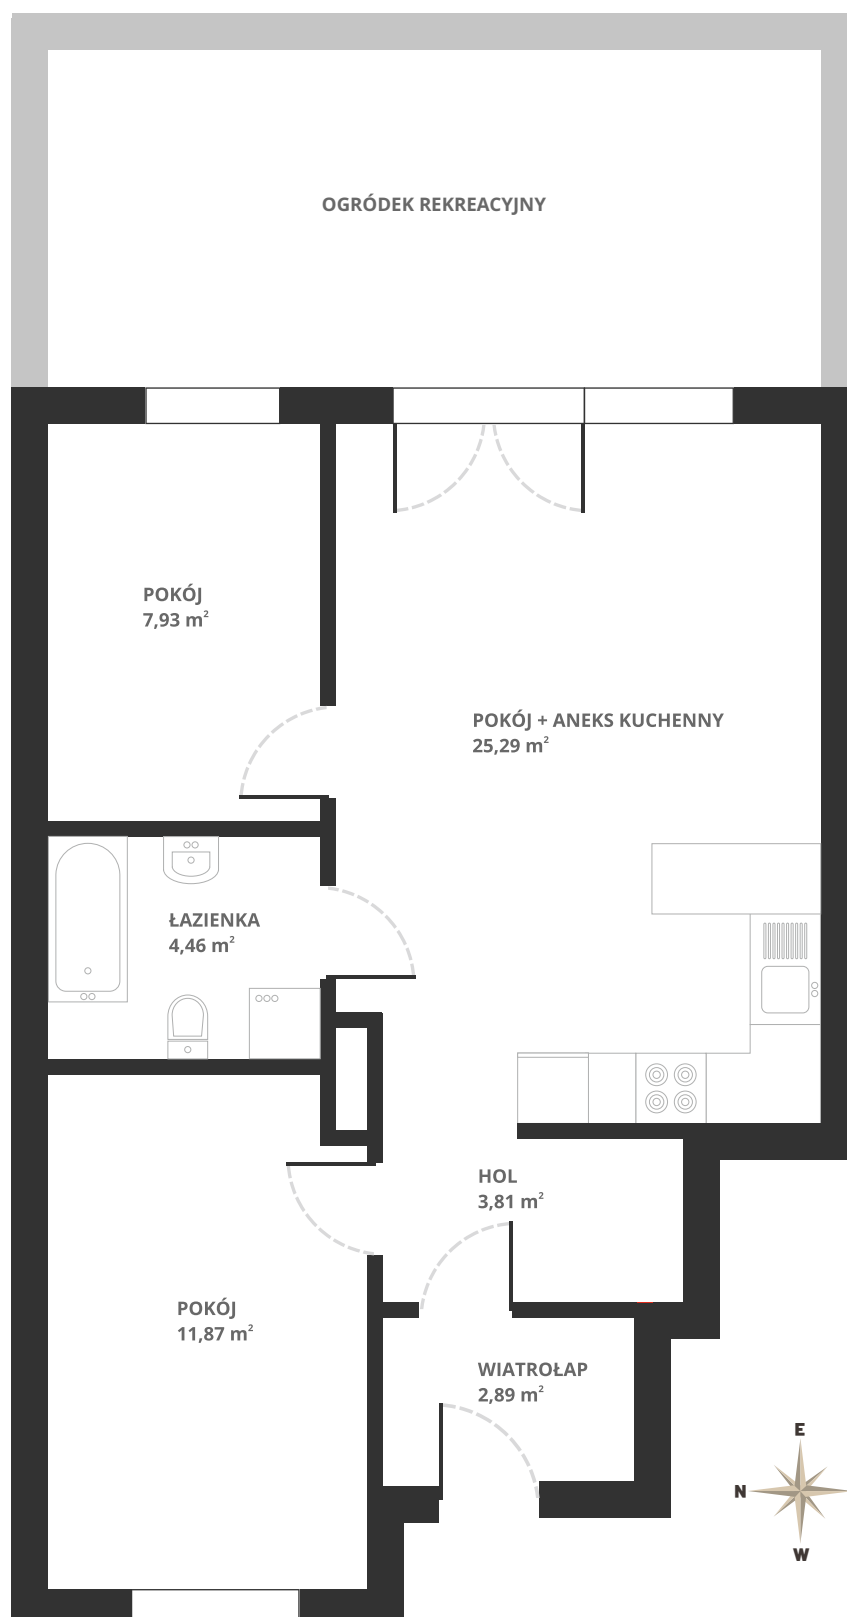 OGRÓDEK REKREACYJNY
POKÓJ
7,93 m²
POKÓJ + ANEKS KUCHENNY
25,29 m²
ŁAZIENKA
4,46 m²
HOL
3,81 m²
POKÓJ
11,87 m²
WIATROŁAP
2,89 m²
E
N
W